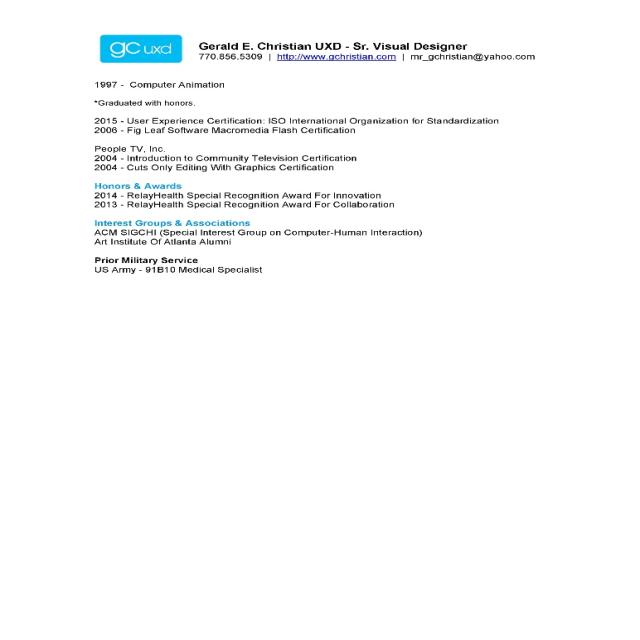 gc uxd
Gerald E. Christian UXD - Sr. Visual Designer
770.856.5309 | http://www.gchristian.com | mr_gchristian@yahoo.com
1997 - Computer Animation
*Graduated with honors.
2015 - User Experience Certification: ISO International Organization for Standardization
2006 - Fig Leaf Software Macromedia Flash Certification
People TV, Inc.
2004 - Introduction to Community Television Certification
2004 - Cuts Only Editing With Graphics Certification
Honors & Awards
2014 - RelayHealth Special Recognition Award For Innovation
2013 - RelayHealth Special Recognition Award For Collaboration
Interest Groups & Associations
ACM SIGCHI (Special Interest Group on Computer-Human Interaction)
Art Institute Of Atlanta Alumni
Prior Military Service
US Army - 91B10 Medical Specialist